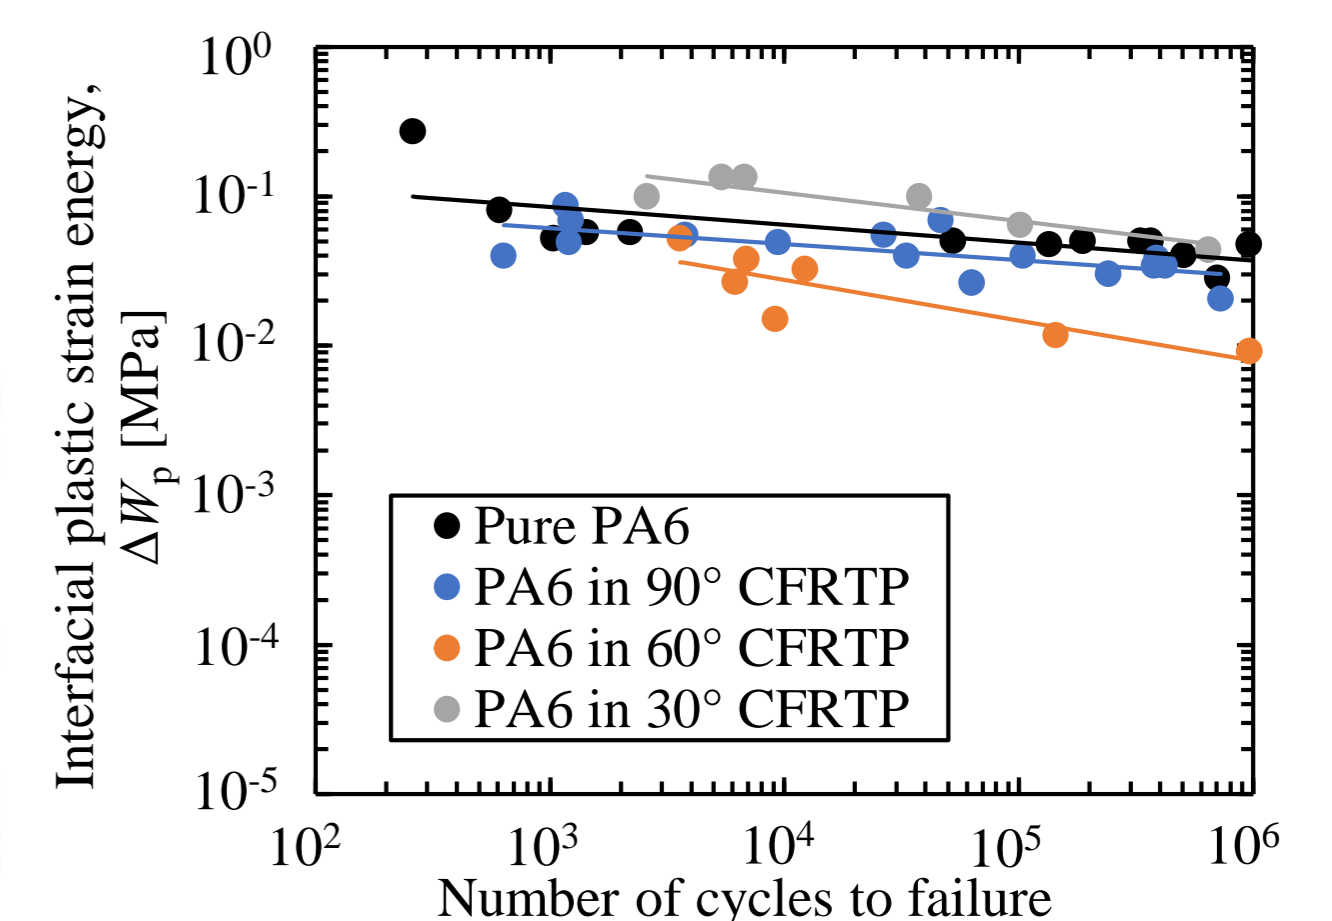 Interfacial plastic strain energy,
ΔWp [MPa]
10⁰
10⁻¹
10⁻²
10⁻³
10⁻⁴
10⁻⁵
Pure PA6
PA6 in 90° CFRTP
PA6 in 60° CFRTP
PA6 in 30° CFRTP
10² 10³ 10⁴ 10⁵ 10⁶
Number of cycles to failure